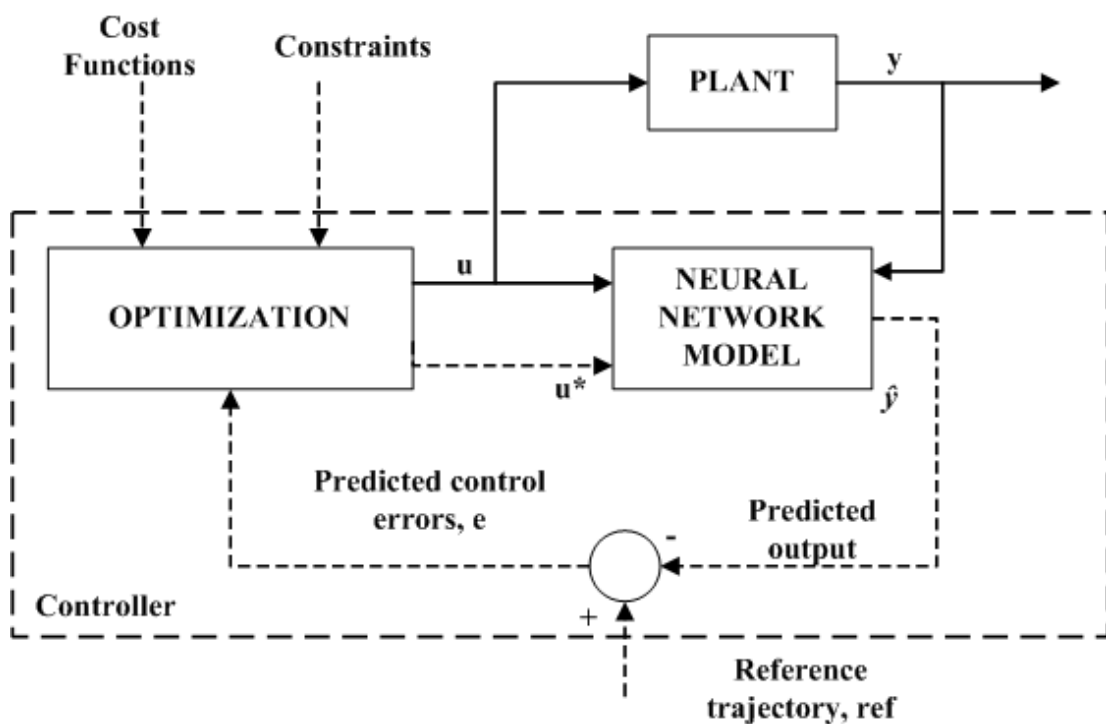 Cost
Functions
Constraints
PLANT
y
OPTIMIZATION
u
u*
NEURAL
NETWORK
MODEL
ŷ
Predicted control
errors, e
-
Predicted
output
+
Controller
Reference
trajectory, ref